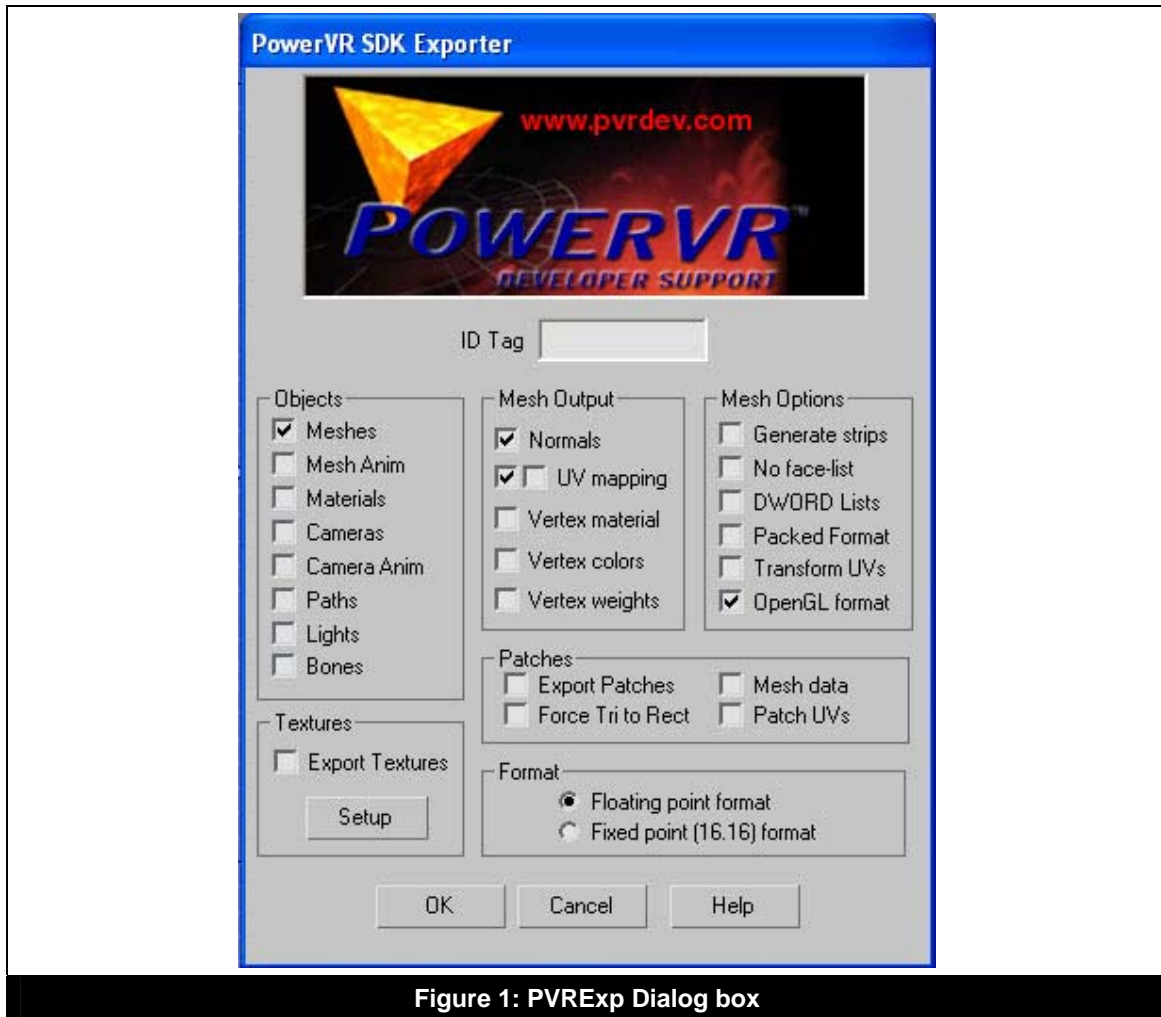 PowerVR SDK Exporter
www.pvrdev.com
POWERVR™
DEVELOPER SUPPORT
ID Tag
Objects
Meshes
Mesh Anim
Materials
Cameras
Camera Anim
Paths
Lights
Bones
Textures
Export Textures
Setup
Mesh Output
Normals
UV mapping
Vertex material
Vertex colors
Vertex weights
Mesh Options
Generate strips
No face-list
DWORD Lists
Packed Format
Transform UVs
OpenGL format
Patches
Export Patches
Force Tri to Rect
Mesh data
Patch UVs
Format
Floating point format
Fixed point (16.16) format
OK Cancel Help
Figure 1: PVRExp Dialog box